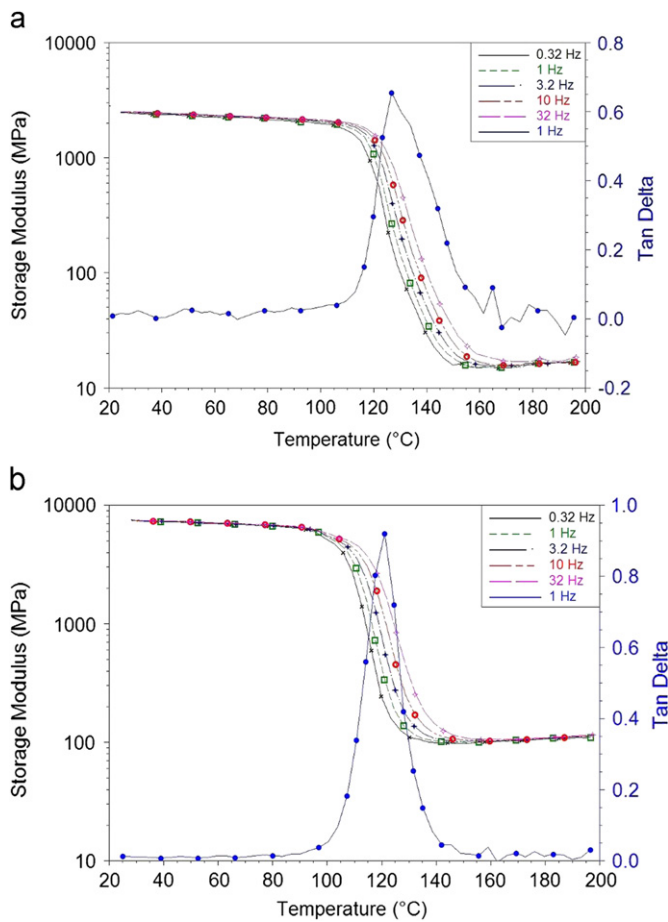 a
10000
1000
100
10
Storage Modulus (MPa)
0.32 Hz
1 Hz
3.2 Hz
10 Hz
32 Hz
1 Hz
0.8
0.6
0.4
0.2
0.0
-0.2
Tan Delta
20 40 60 80 100 120 140 160 180 200
Temperature (°C)
b
10000
1000
100
10
Storage Modulus (MPa)
0.32 Hz
1 Hz
3.2 Hz
10 Hz
32 Hz
1 Hz
1.0
0.8
0.6
0.4
0.2
0.0
Tan Delta
20 40 60 80 100 120 140 160 180 200
Temperature (°C)